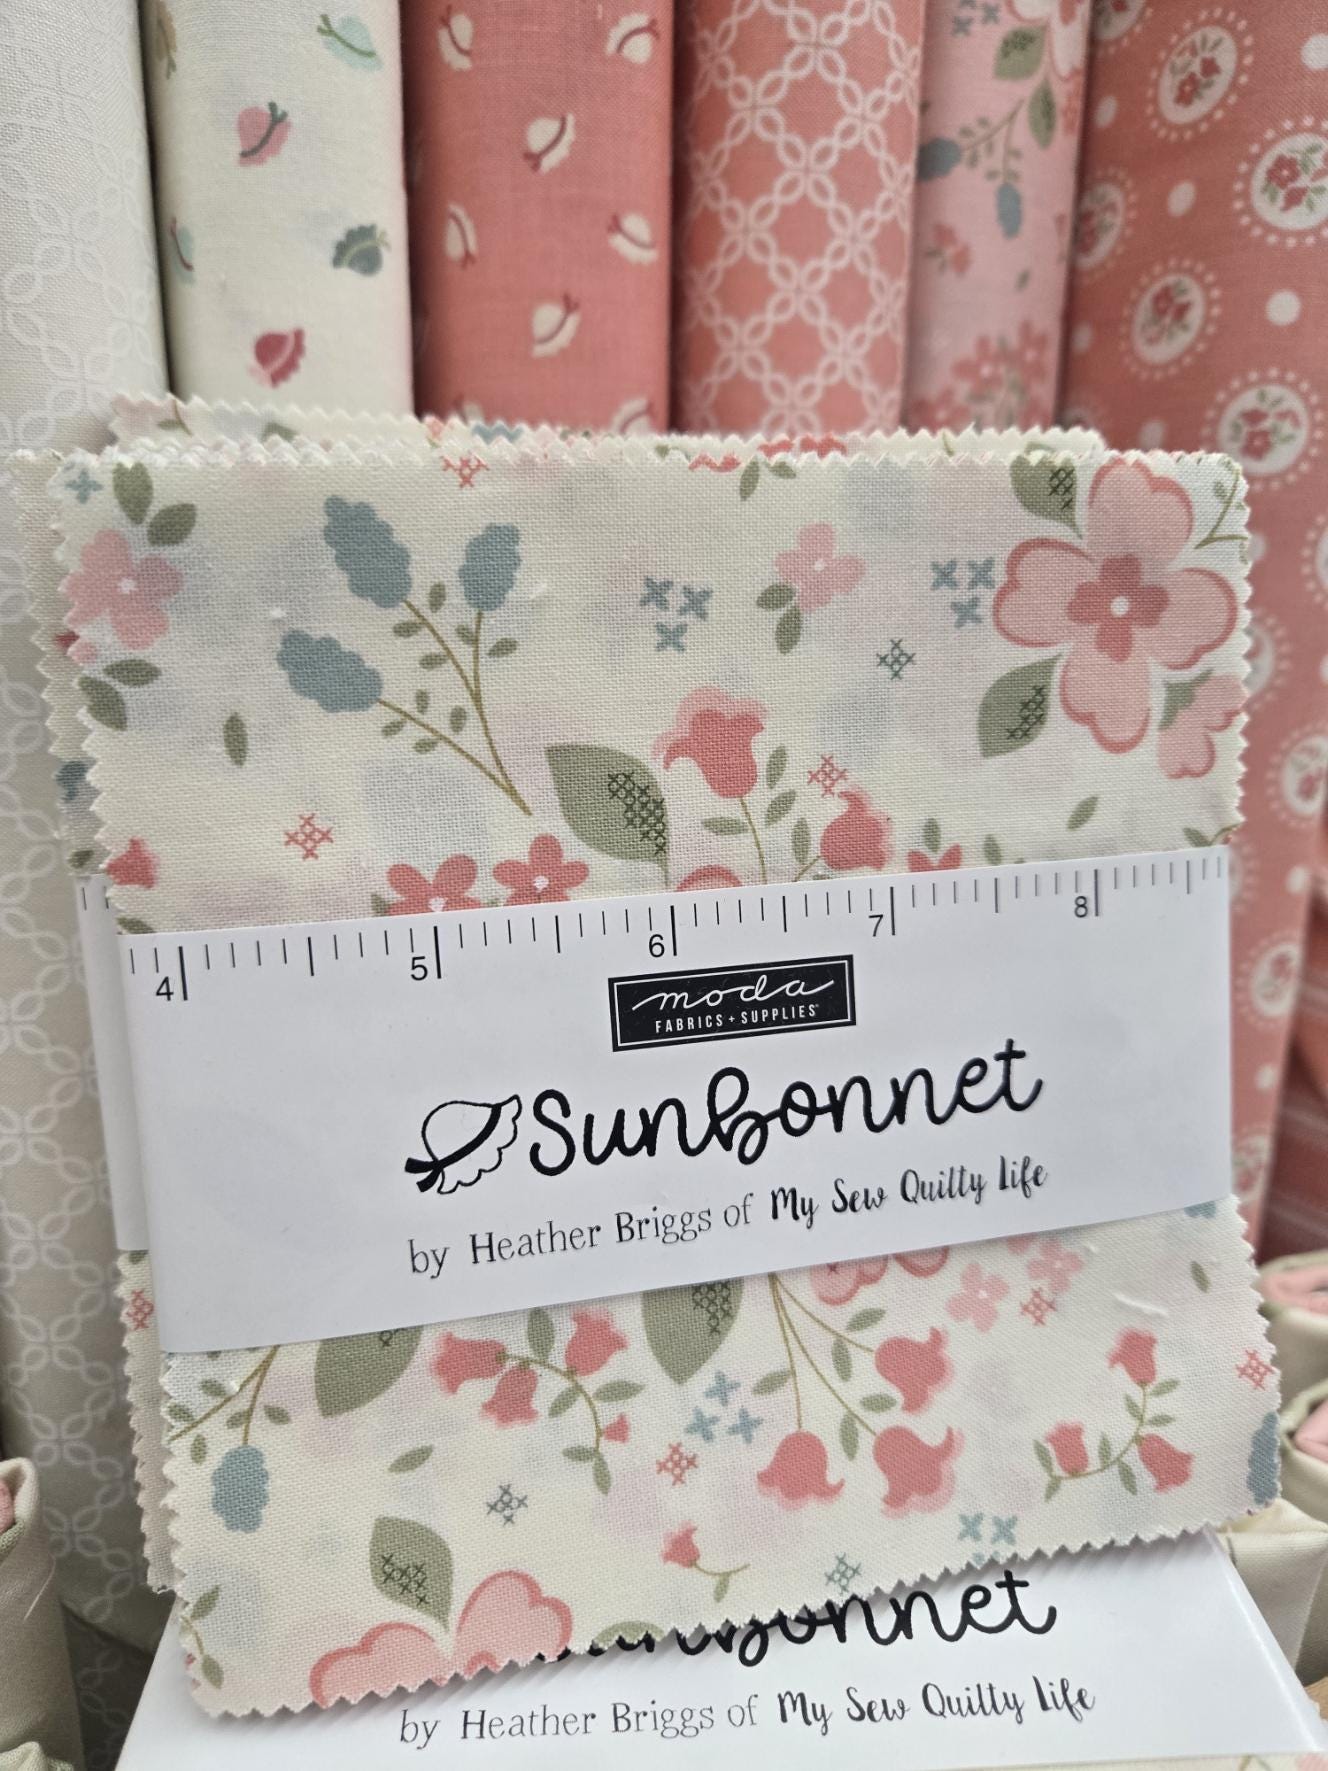 4 5 6 7 8
moda
FABRICS + SUPPLIES
Sunbonnet
by Heather Briggs of My Sew Quilty Life
Sunbonnet
by Heather Briggs of My Sew Quilty Life